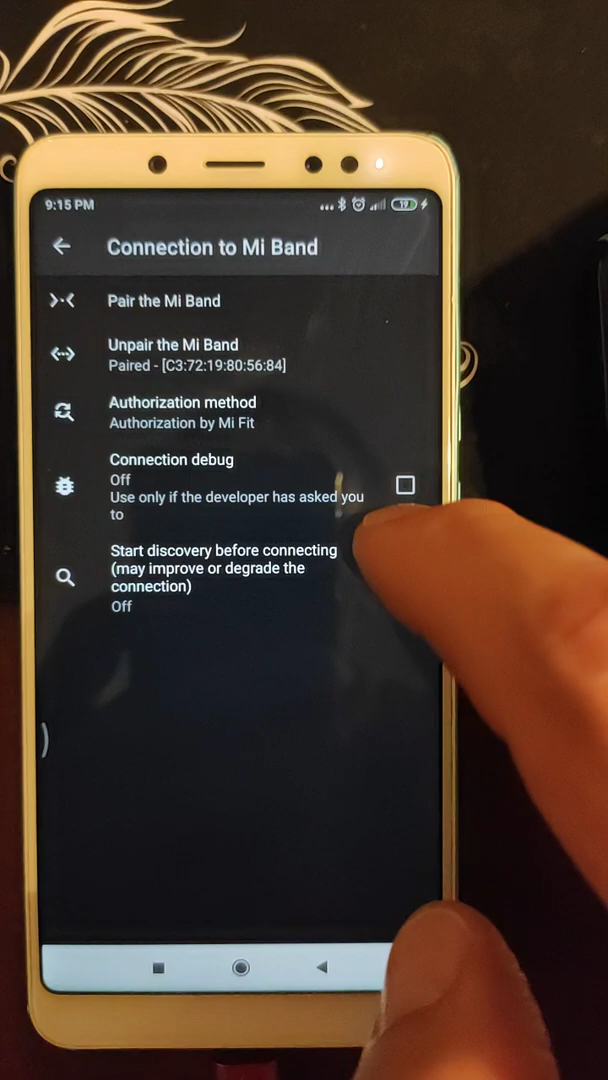 9:15 PM
19
Connection to Mi Band
Pair the Mi Band
Unpair the Mi Band
Paired - [C3:72:19:80:56:84]
Authorization method
Authorization by Mi Fit
Connection debug
Off
Use only if the developer has asked you
to
Start discovery before connecting
(may improve or degrade the
connection)
Off